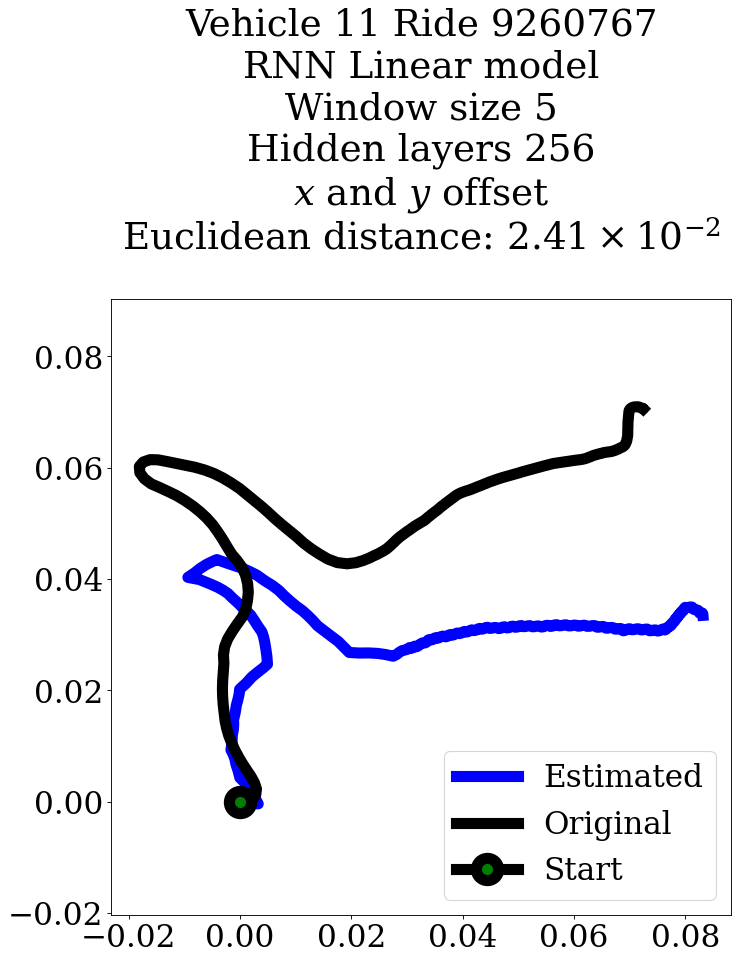 Vehicle 11 Ride 9260767
RNN Linear model
Window size 5
Hidden layers 256
x and y offset
Euclidean distance: 2.41 × 10⁻²
0.08
0.06
0.04
0.02
0.00
−0.02
−0.02 0.00 0.02 0.04 0.06 0.08
Estimated
Original
Start